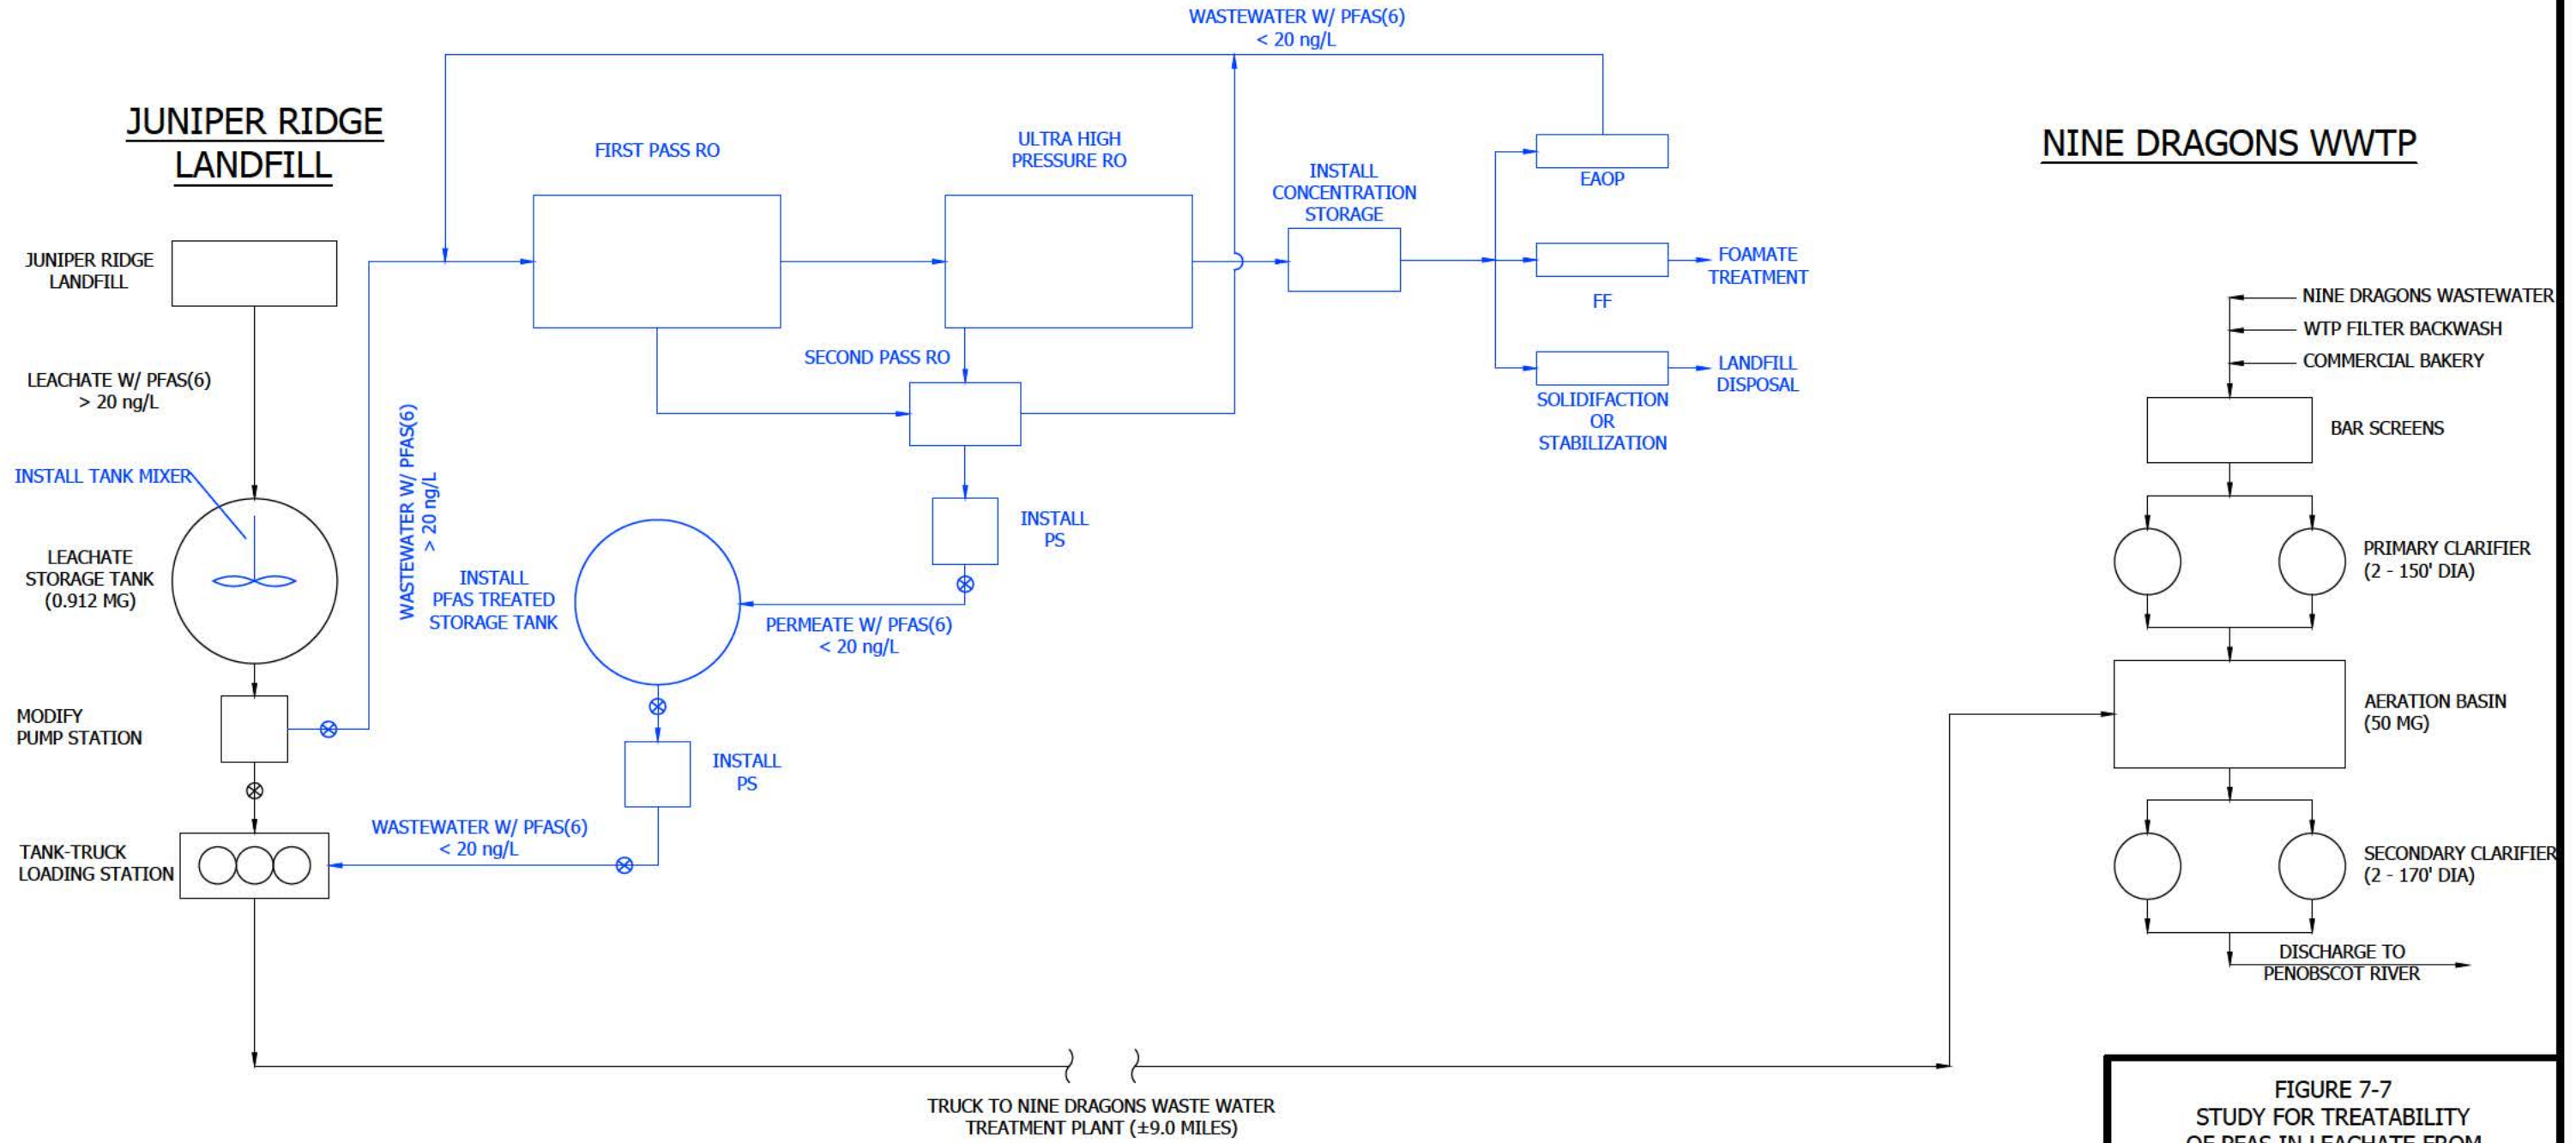 WASTEWATER W/ PFAS(6)
< 20 ng/L
JUNIPER RIDGE
LANDFILL
FIRST PASS RO
ULTRA HIGH
PRESSURE RO
INSTALL
CONCENTRATION
STORAGE
EAOP
NINE DRAGONS WWTP
JUNIPER RIDGE
LANDFILL
FOAMATE
TREATMENT
FF
LEACHATE W/ PFAS(6)
> 20 ng/L
SECOND PASS RO
LANDFILL
DISPOSAL
SOLIDIFACTION
OR
STABILIZATION
NINE DRAGONS WASTEWATER
WTP FILTER BACKWASH
COMMERCIAL BAKERY
BAR SCREENS
INSTALL TANK MIXER
WASTEWATER W/ PFAS(6)
> 20 ng/L
LEACHATE
STORAGE TANK
(0.912 MG)
INSTALL
PFAS TREATED
STORAGE TANK
INSTALL
PS
PERMEATE W/ PFAS(6)
< 20 ng/L
PRIMARY CLARIFIER
(2 - 150' DIA)
MODIFY
PUMP STATION
INSTALL
PS
AERATION BASIN
(50 MG)
TANK-TRUCK
LOADING STATION
WASTEWATER W/ PFAS(6)
< 20 ng/L
SECONDARY CLARIFIER
(2 - 170' DIA)
DISCHARGE TO
PENOBSCOT RIVER
TRUCK TO NINE DRAGONS WASTE WATER
TREATMENT PLANT (±9.0 MILES)
FIGURE 7-7
STUDY FOR TREATABILITY
OF PFAS IN LEACHATE FROM